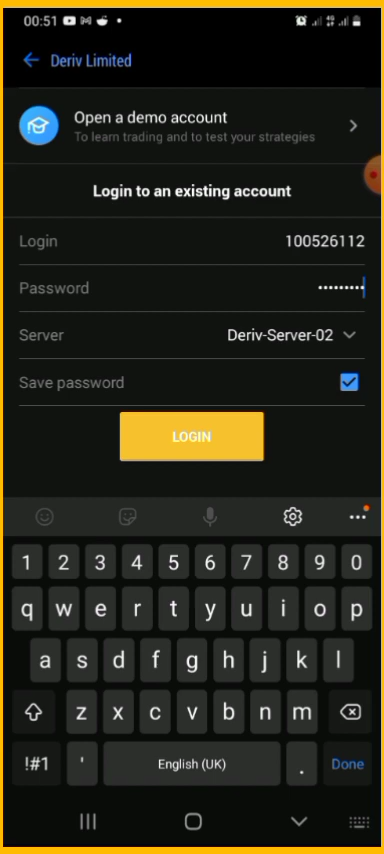 00:51
Deriv Limited
Open a demo account
To learn trading and to test your strategies
Login to an existing account
Login 100526112
Password •••••••••
Server Deriv-Server-02
Save password
LOGIN
1 2 3 4 5 6 7 8 9 0
q w e r t y u i o p
a s d f g h j k l
z x c v b n m
!#1 ' English (UK) . Done